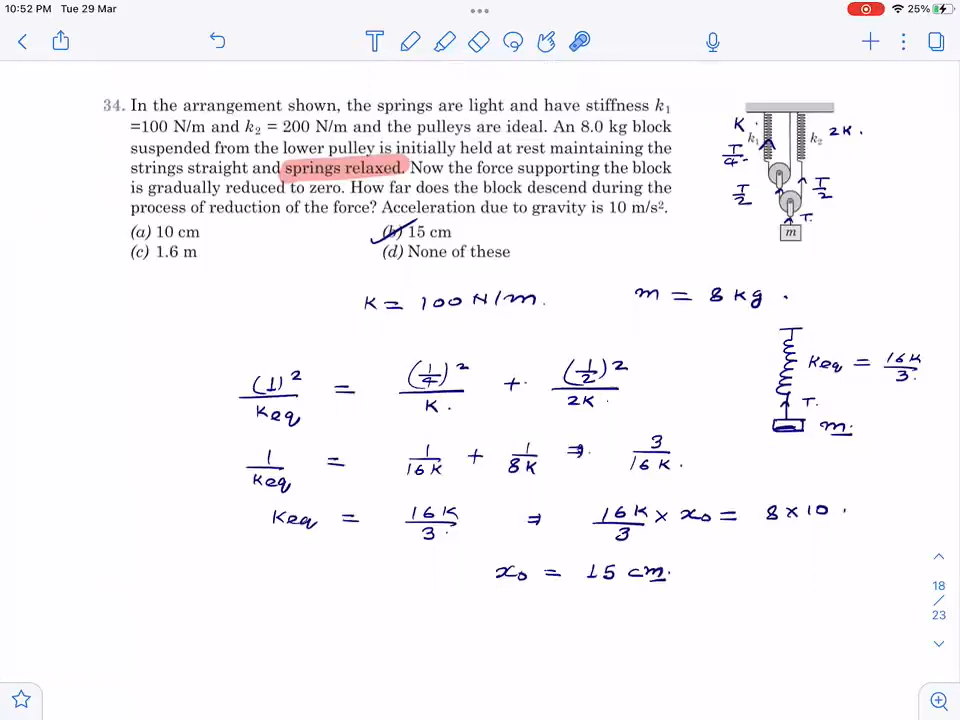 10:52 PM Tue 29 Mar
25%
34. In the arrangement shown, the springs are light and have stiffness k₁
=100 N/m and k₂ = 200 N/m and the pulleys are ideal. An 8.0 kg block
suspended from the lower pulley is initially held at rest maintaining the
strings straight and springs relaxed. Now the force supporting the block
is gradually reduced to zero. How far does the block descend during the
process of reduction of the force? Acceleration due to gravity is 10 m/s².
(a) 10 cm (b) 15 cm
(c) 1.6 m (d) None of these
K k₁ k₂ 2K.
T/4
T/2 T/2
T.
m
K = 100 N/m. m = 8 kg.
(1)²/Keq = (1/4)²/K. + (1/2)²/2K.
Keq = 16K/3.
T.
m.
1/Keq = 1/16K + 1/8K ⇒ 3/16K.
Keq = 16K/3. ⇒ 16K/3 × x₀ = 8 × 10.
x₀ = 15 cm.
18
/
23